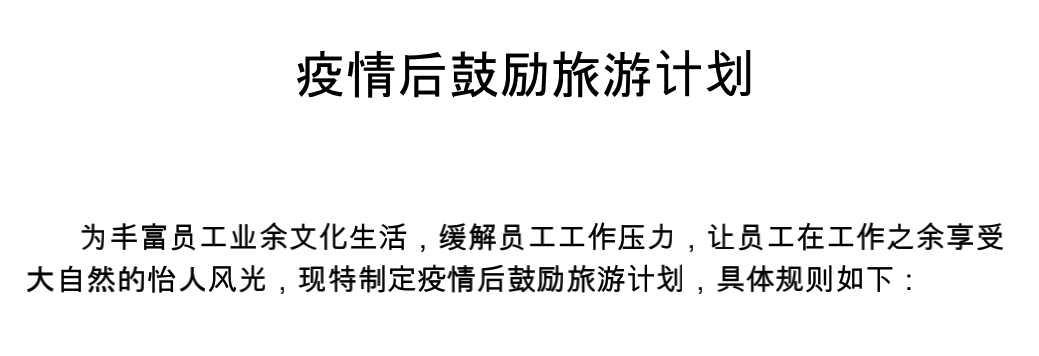 疫情后鼓励旅游计划
为丰富员工业余文化生活，缓解员工工作压力，让员工在工作之余享受
大自然的怡人风光，现特制定疫情后鼓励旅游计划，具体规则如下：